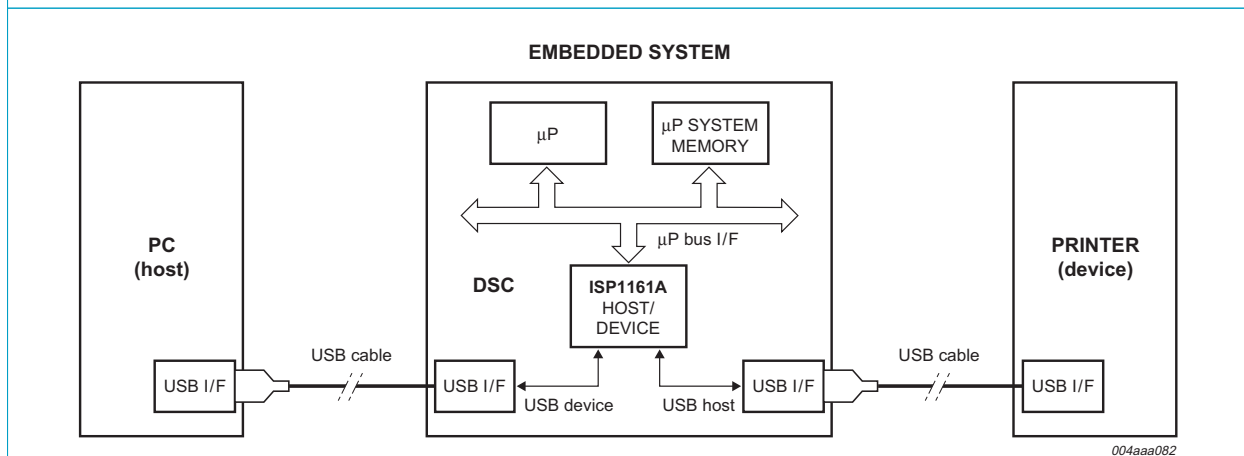 EMBEDDED SYSTEM
μP
μP SYSTEM
MEMORY
μP bus I/F
PC
(host)
DSC
ISP1161A
HOST/
DEVICE
PRINTER
(device)
USB cable
USB cable
USB I/F
USB I/F
USB device
USB host
USB I/F
USB I/F
004aaa082